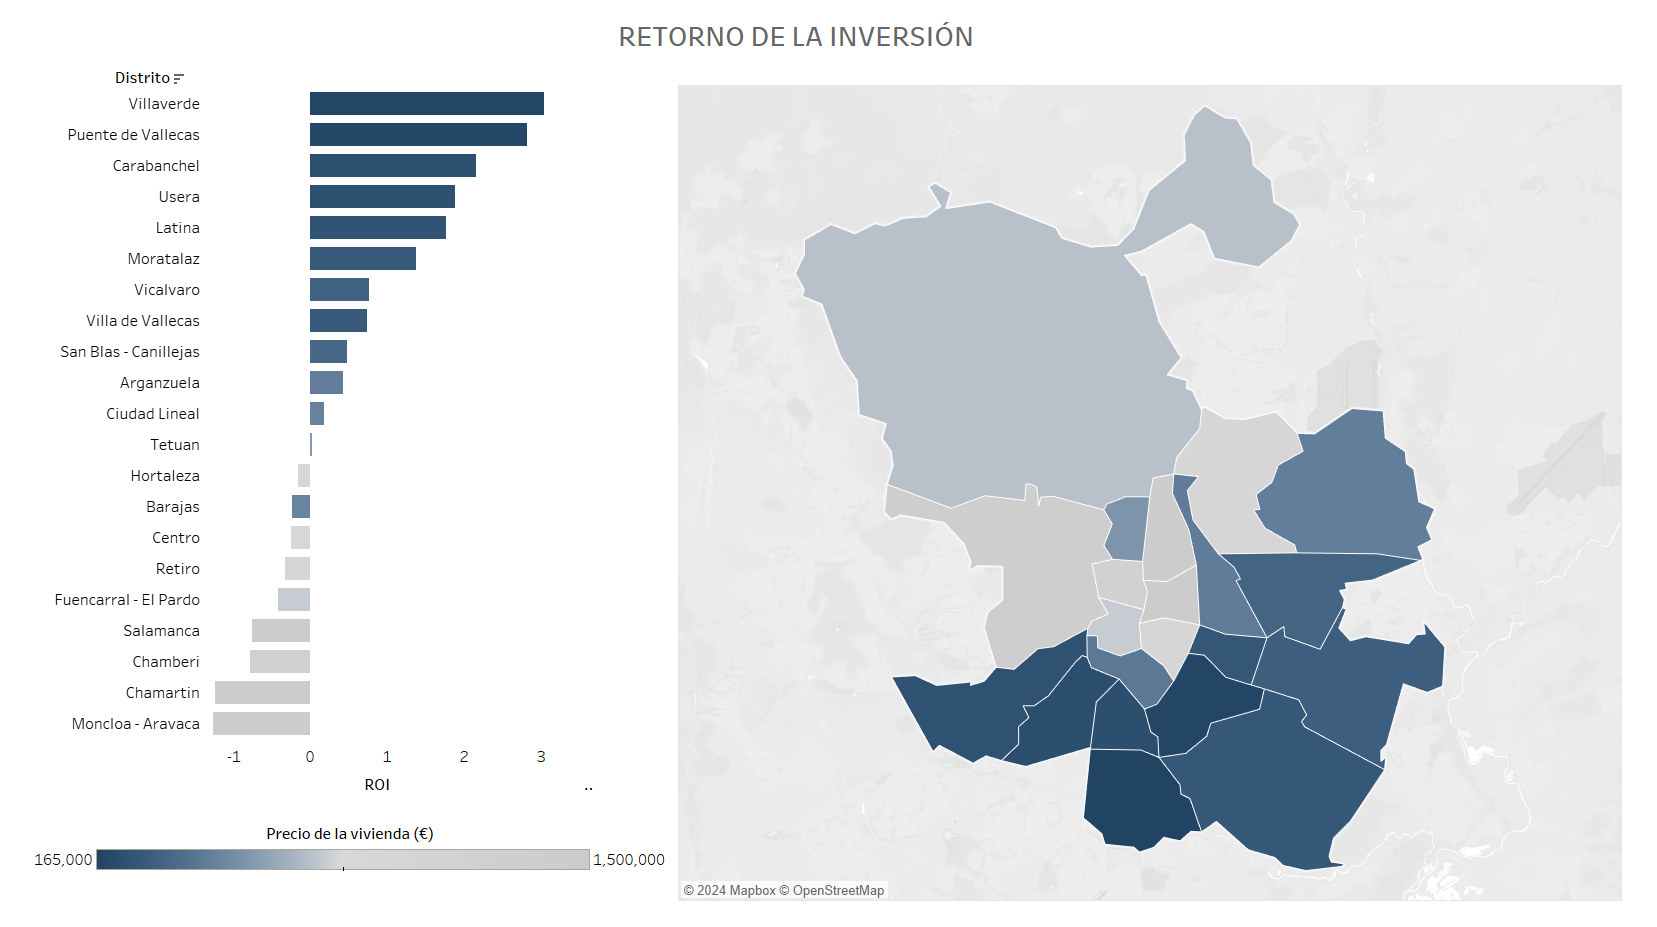 RETORNO DE LA INVERSIÓN
Distrito
Villaverde
Puente de Vallecas
Carabanchel
Usera
Latina
Moratalaz
Vicalvaro
Villa de Vallecas
San Blas - Canillejas
Arganzuela
Ciudad Lineal
Tetuan
Hortaleza
Barajas
Centro
Retiro
Fuencarral - El Pardo
Salamanca
Chamberi
Chamartin
Moncloa - Aravaca
-1 0 1 2 3
ROI ..
Precio de la vivienda (€)
165,000 1,500,000
© 2024 Mapbox © OpenStreetMap